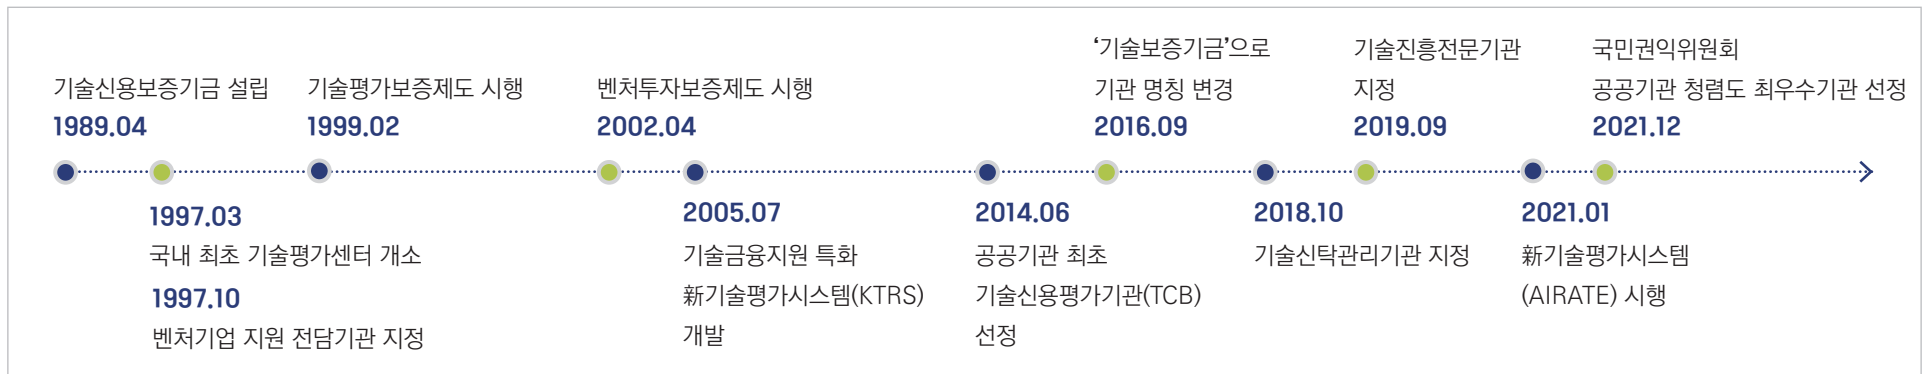 기술신용보증기금 설립
1989.04
1997.03
국내 최초 기술평가센터 개소
1997.10
벤처기업 지원 전담기관 지정
기술평가보증제도 시행
1999.02
벤처투자보증제도 시행
2002.04
2005.07
기술금융지원 특화
新기술평가시스템(KTRS)
개발
2014.06
공공기관 최초
기술신용평가기관(TCB)
선정
‘기술보증기금’으로
기관 명칭 변경
2016.09
2018.10
기술신탁관리기관 지정
기술진흥전문기관
지정
2019.09
2021.01
新기술평가시스템
(AIRATE) 시행
국민권익위원회
공공기관 청렴도 최우수기관 선정
2021.12